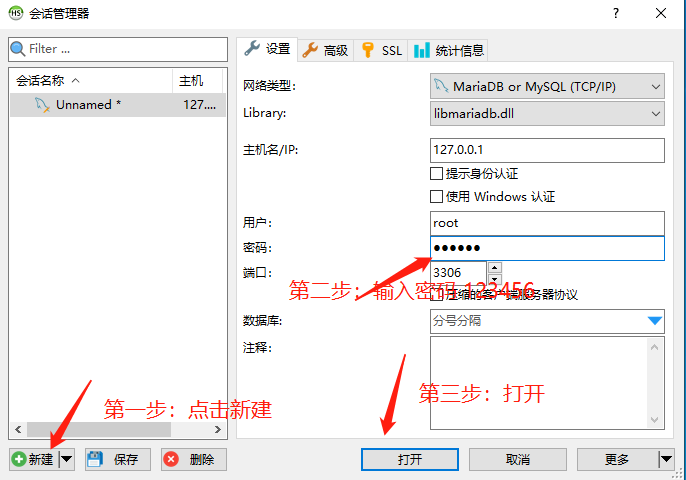 HS 会话管理器
Filter ...
会话名称 主机
Unnamed * 127....
设置 高级 SSL 统计信息
网络类型: MariaDB or MySQL (TCP/IP)
Library: libmariadb.dll
主机名/IP: 127.0.0.1
提示身份认证
使用 Windows 认证
用户: root
密码: ●●●●●●
端口: 3306
第二步：输入密码 123456
压缩的客户端服务器协议
数据库: 分号分隔
注释:
第三步：打开
第一步：点击新建
新建 保存 删除 打开 取消 更多